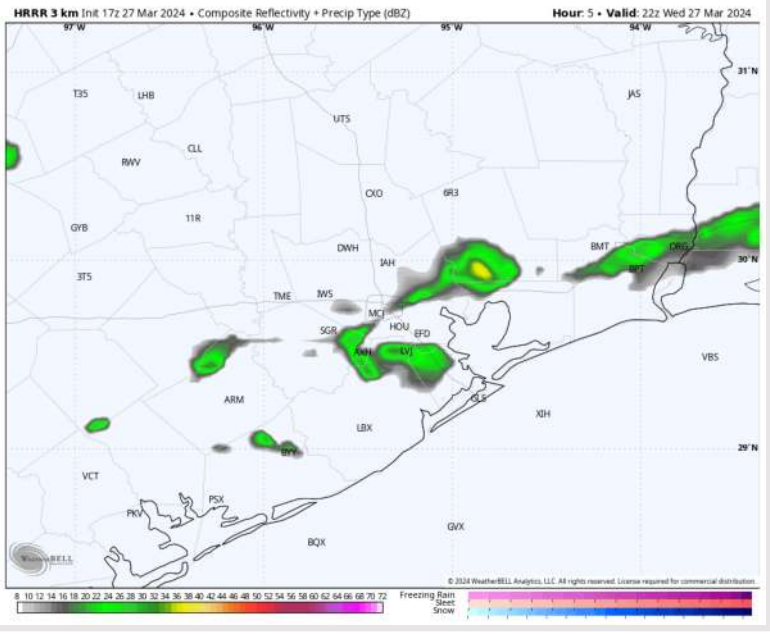 HRRR 3 km Init 17z 27 Mar 2024 • Composite Reflectivity + Precip Type (dBZ) Hour: 5 • Valid: 22z Wed 27 Mar 2024
97°W 96°W 95°W 94°W
31°N
T35 LHB JAS
UTS
CLL
RWV
CXO 6R3
11R
GYB
DWH BMT ORG
IAH 30°N
3T5 BPT
TME IWS
MCJ
SGR HOU EFD
AXH LVJ
VBS
ARM GLS
XIH
LBX
BYY 29°N
VCT
PSX
PKV
GVX
BQX
WeatherBELL
© 2024 WeatherBELL Analytics, LLC. All rights reserved. License required for commercial distribution.
8 10 12 14 16 18 20 22 24 26 28 30 32 34 36 38 40 42 44 46 48 50 52 54 56 58 60 62 64 66 68 70 72
Freezing Rain
Sleet
Snow